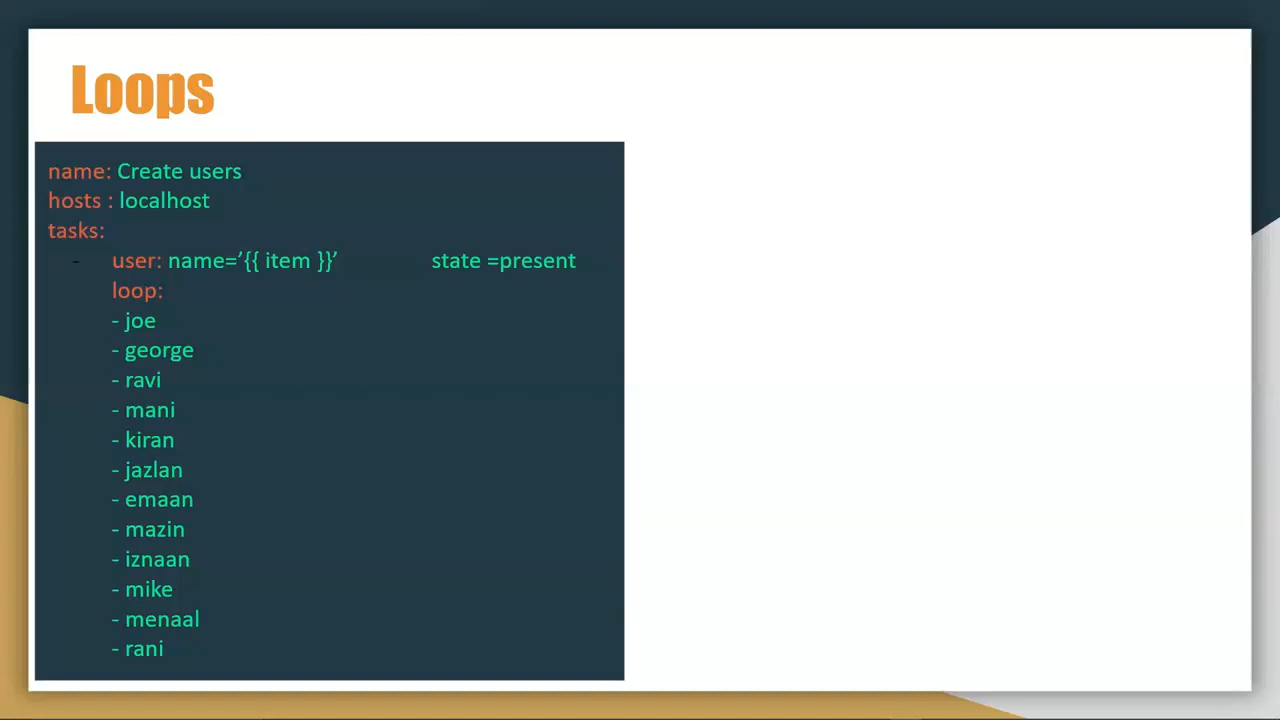 Loops
name: Create users
hosts : localhost
tasks:
- user: name=’{{ item }}’ state =present
loop:
- joe
- george
- ravi
- mani
- kiran
- jazlan
- emaan
- mazin
- iznaan
- mike
- menaal
- rani